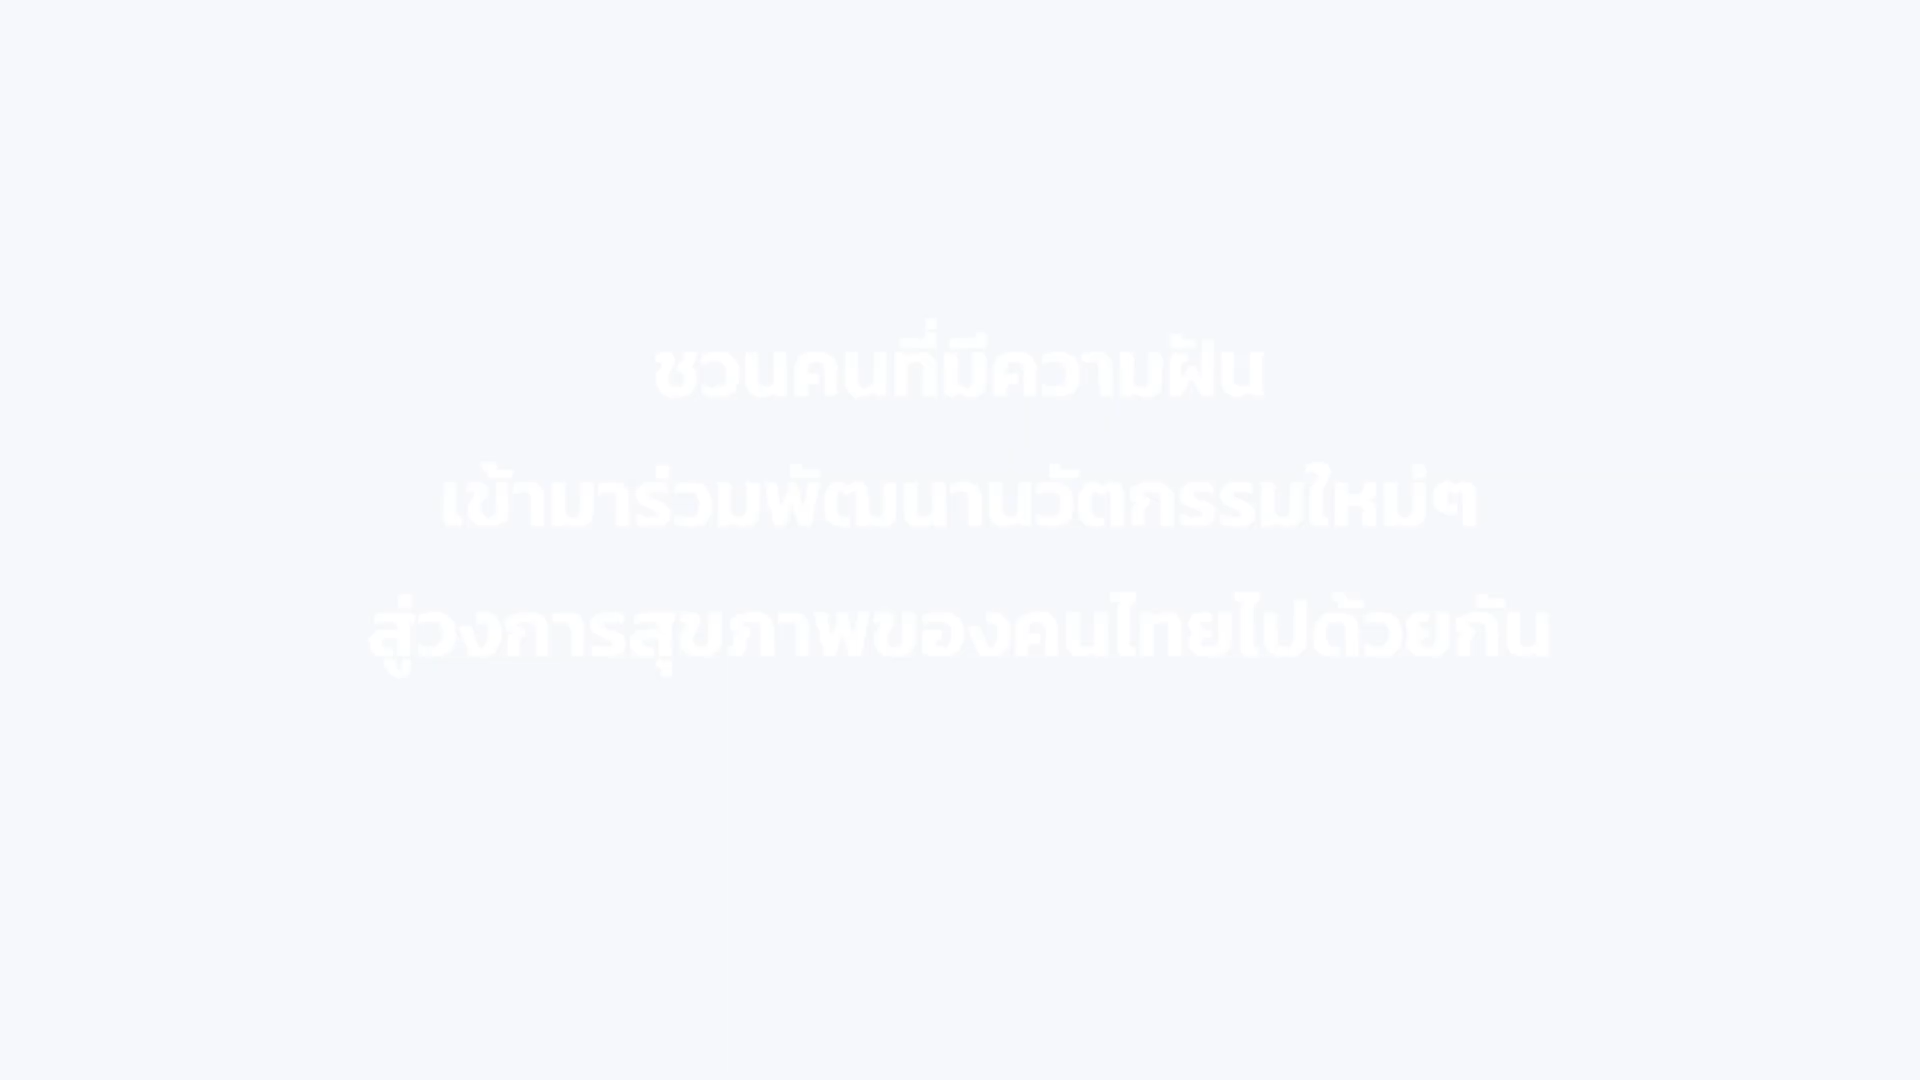 ชวนคนที่มีความฝัน
เข้ามาร่วมพัฒนานวัตกรรมใหม่ๆ
สู่วงการสุขภาพของคนไทยไปด้วยกัน